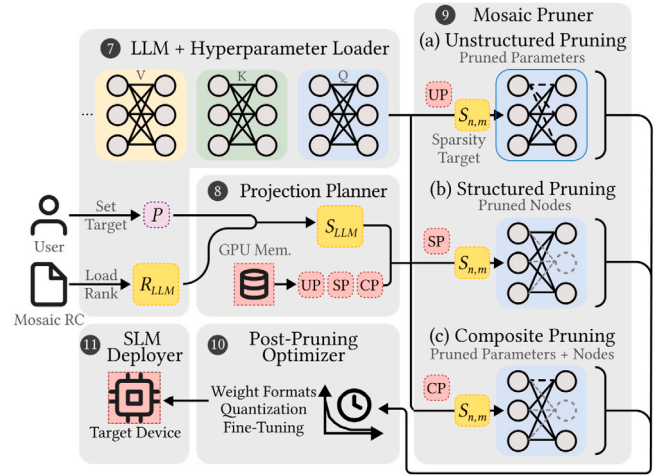 7 LLM + Hyperparameter Loader
V
K
Q
...
User
Set
Target
P
Mosaic RC
Load
Rank
R_LLM
8 Projection Planner
S_LLM
GPU Mem.
UP
SP
CP
9 Mosaic Pruner
(a) Unstructured Pruning
Pruned Parameters
UP
S_n,m
Sparsity
Target
(b) Structured Pruning
Pruned Nodes
SP
S_n,m
(c) Composite Pruning
Pruned Parameters + Nodes
CP
S_n,m
10 Post-Pruning
Optimizer
Weight Formats
Quantization
Fine-Tuning
11 SLM
Deployer
Target Device